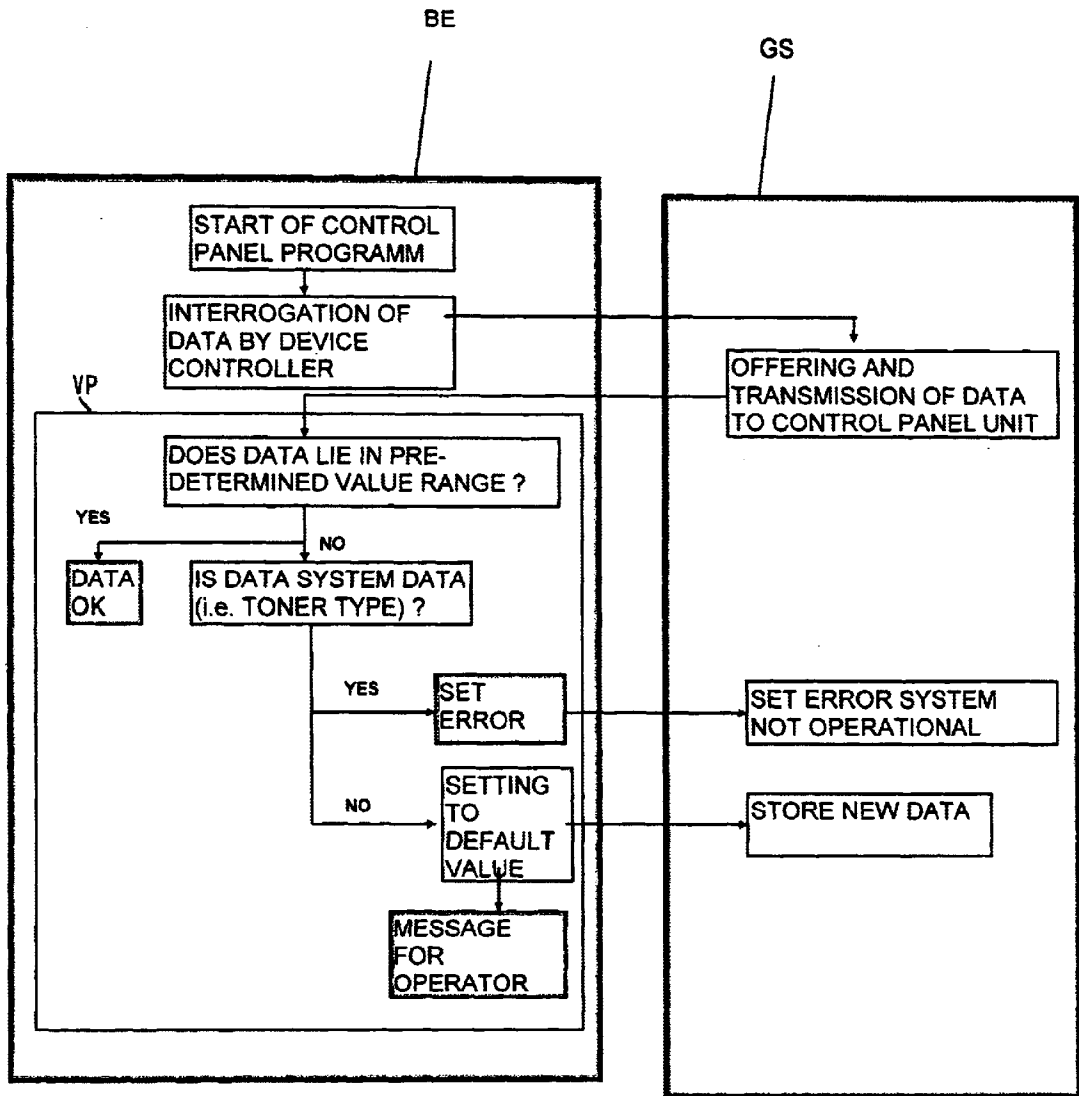 BE
GS
START OF CONTROL
PANEL PROGRAMM
INTERROGATION OF
DATA BY DEVICE
CONTROLLER
OFFERING AND
TRANSMISSION OF DATA
TO CONTROL PANEL UNIT
VP
DOES DATA LIE IN PRE-
DETERMINED VALUE RANGE ?
YES
NO
DATA
OK
IS DATA SYSTEM DATA
(i.e. TONER TYPE) ?
YES
SET
ERROR
SET ERROR SYSTEM
NOT OPERATIONAL
NO
SETTING
TO
DEFAULT
VALUE
STORE NEW DATA
MESSAGE
FOR
OPERATOR